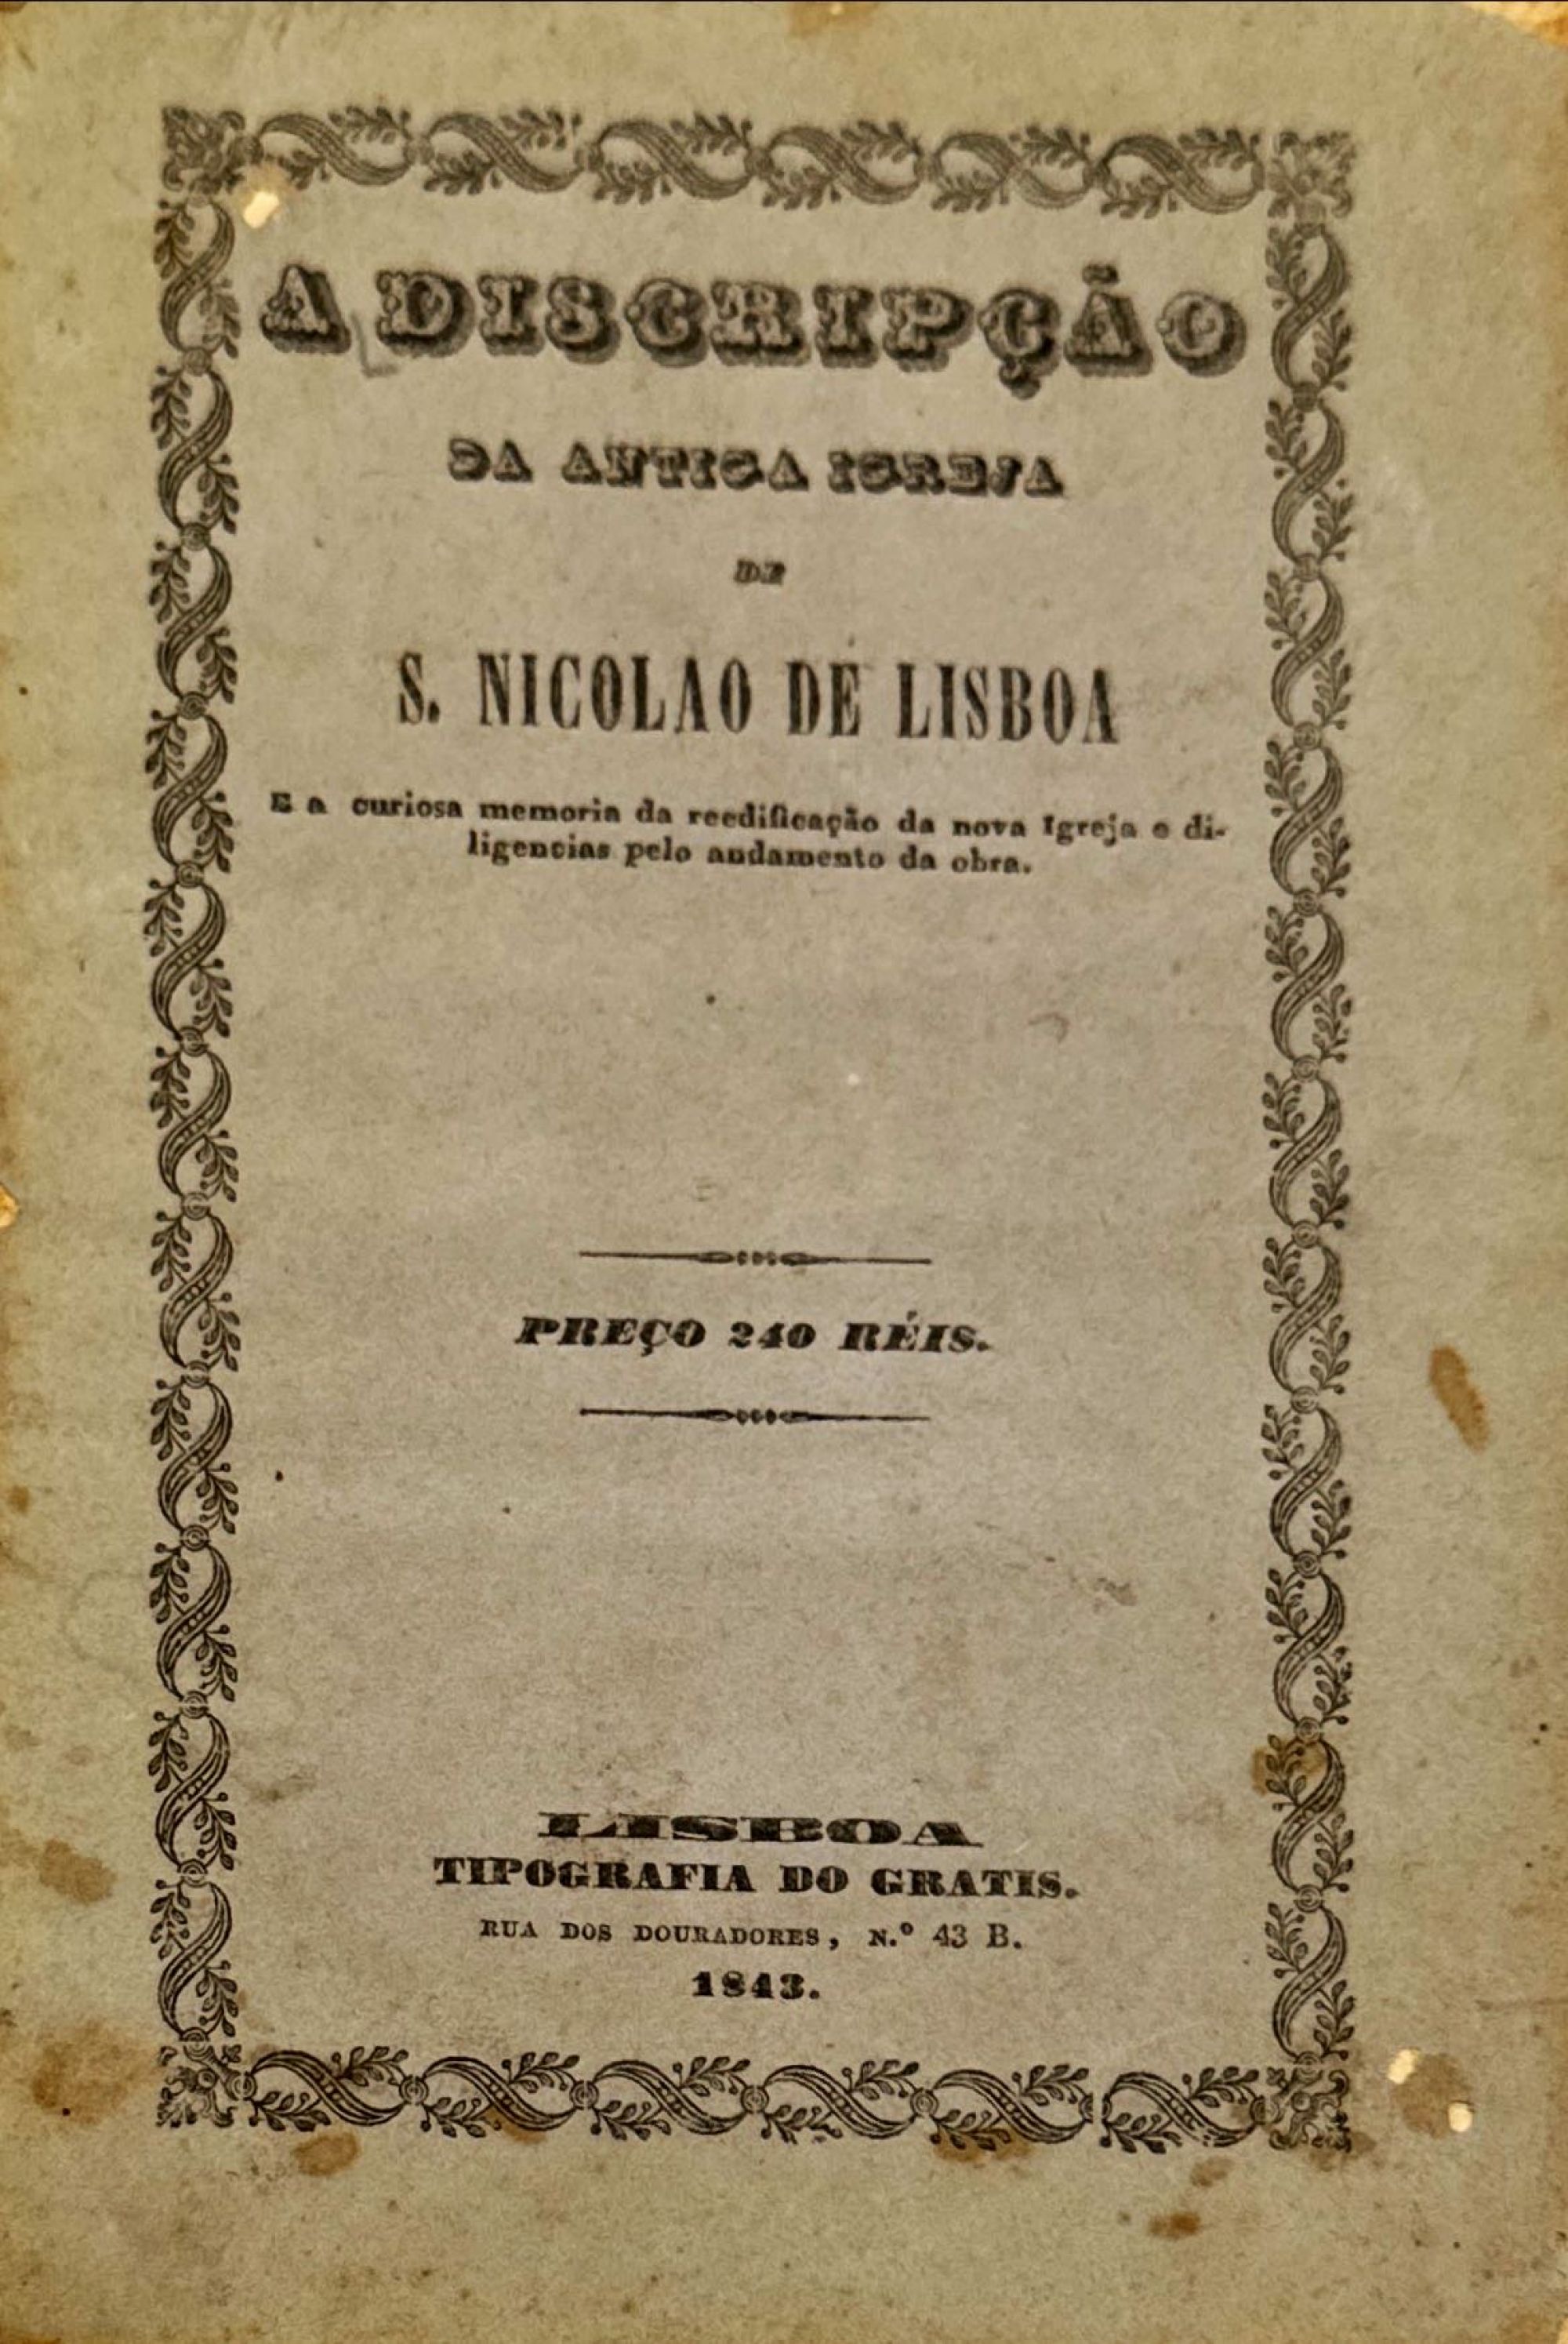 A DISCRIPÇÃO
DA ANTIGA IGREJA
DE
S. NICOLAO DE LISBOA
E a curiosa memoria da reedificação da nova Igreja e di-
ligencias pelo andamento da obra.
PREÇO 240 RÉIS.
LISBOA
TIPOGRAFIA DO GRATIS.
RUA DOS DOURADORES, N.º 43 B.
1843.